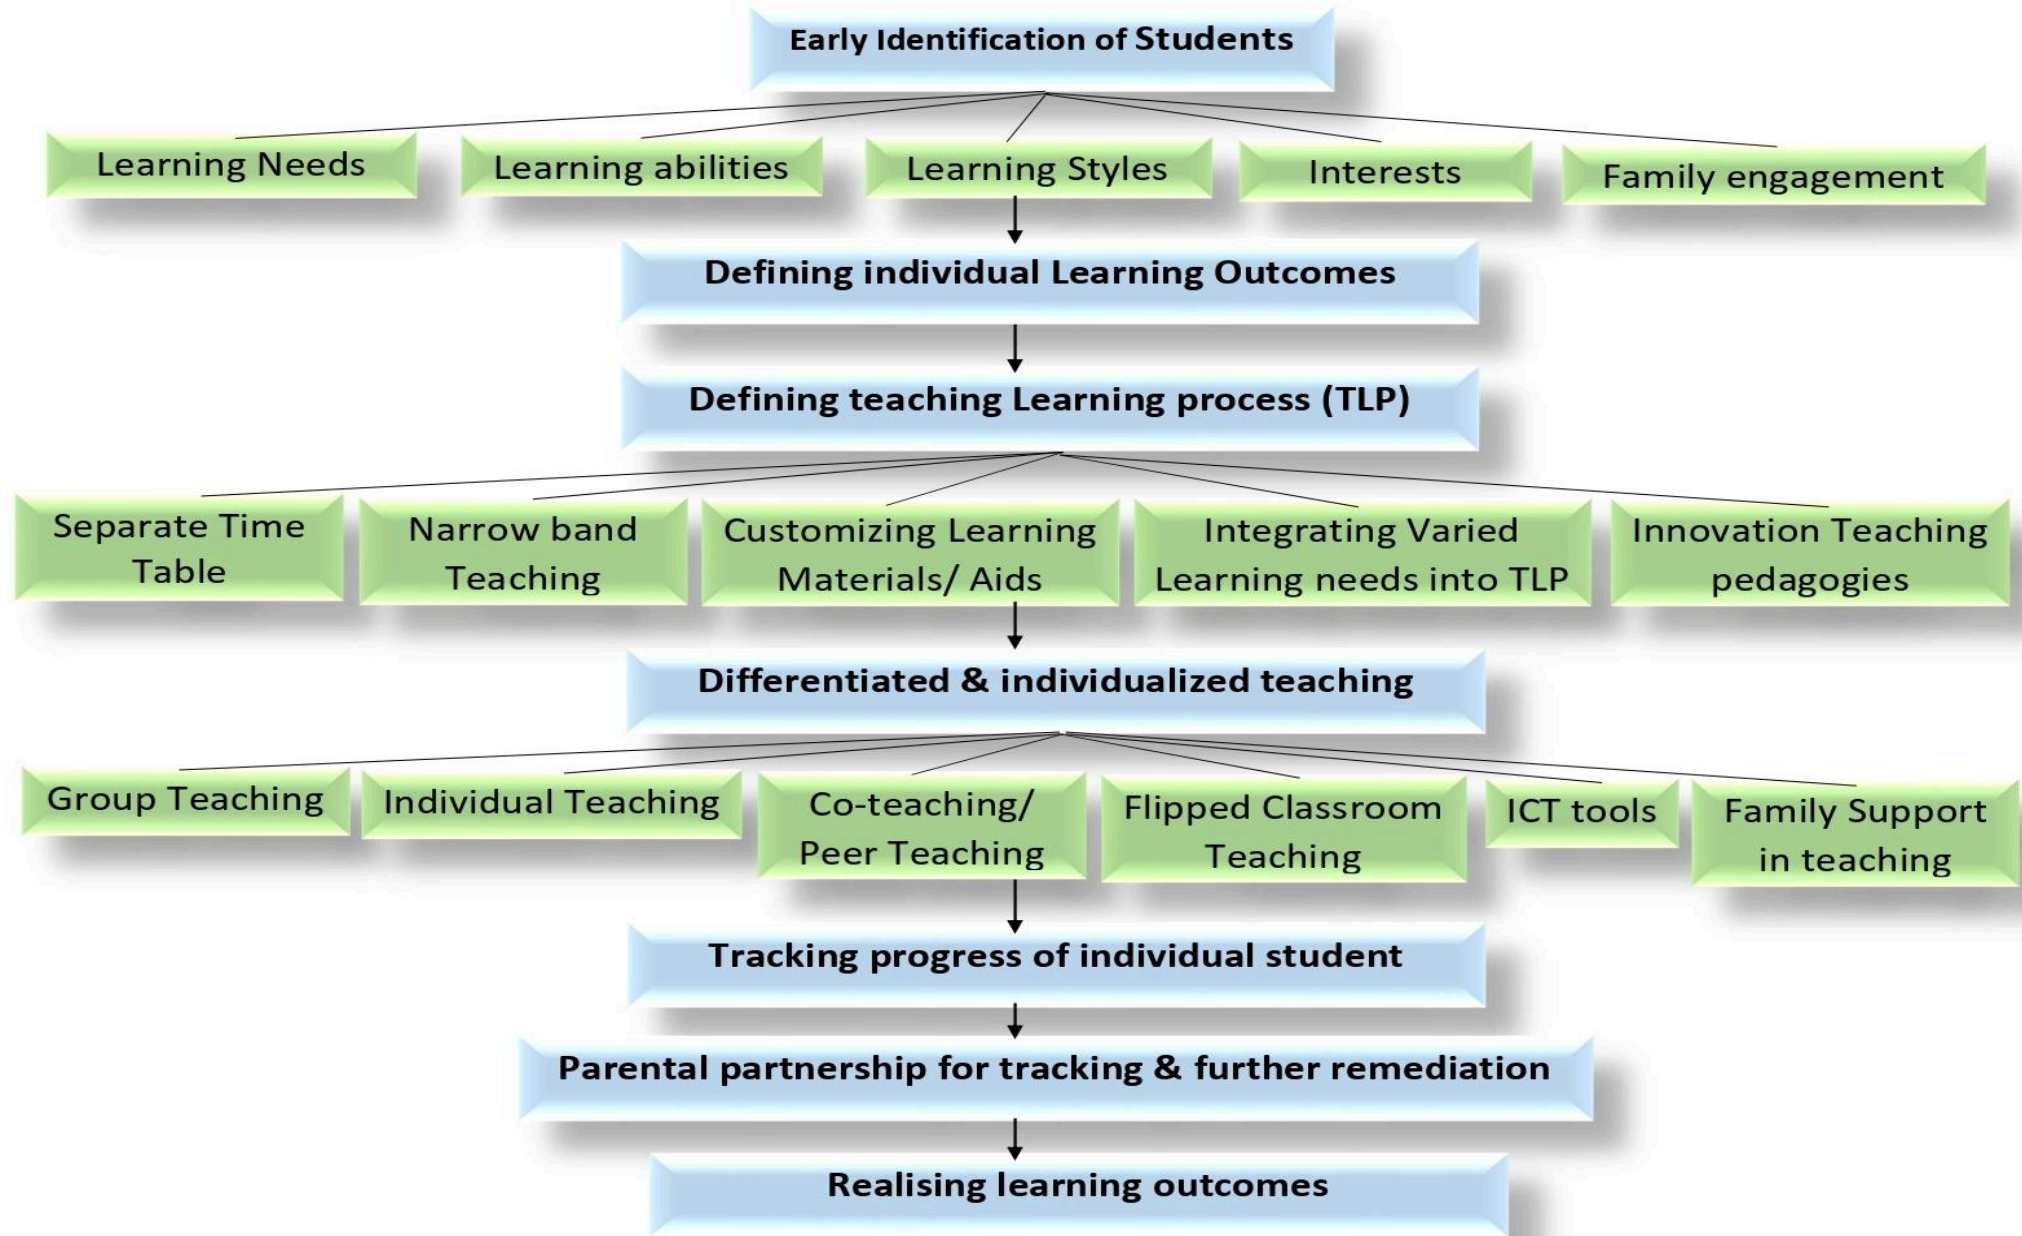 Early Identification of Students
Learning Needs
Learning abilities
Learning Styles
Interests
Family engagement
Defining individual Learning Outcomes
Defining teaching Learning process (TLP)
Separate Time
Table
Narrow band
Teaching
Customizing Learning
Materials/ Aids
Integrating Varied
Learning needs into TLP
Innovation Teaching
pedagogies
Differentiated & individualized teaching
Group Teaching
Individual Teaching
Co-teaching/
Peer Teaching
Flipped Classroom
Teaching
ICT tools
Family Support
in teaching
Tracking progress of individual student
Parental partnership for tracking & further remediation
Realising learning outcomes